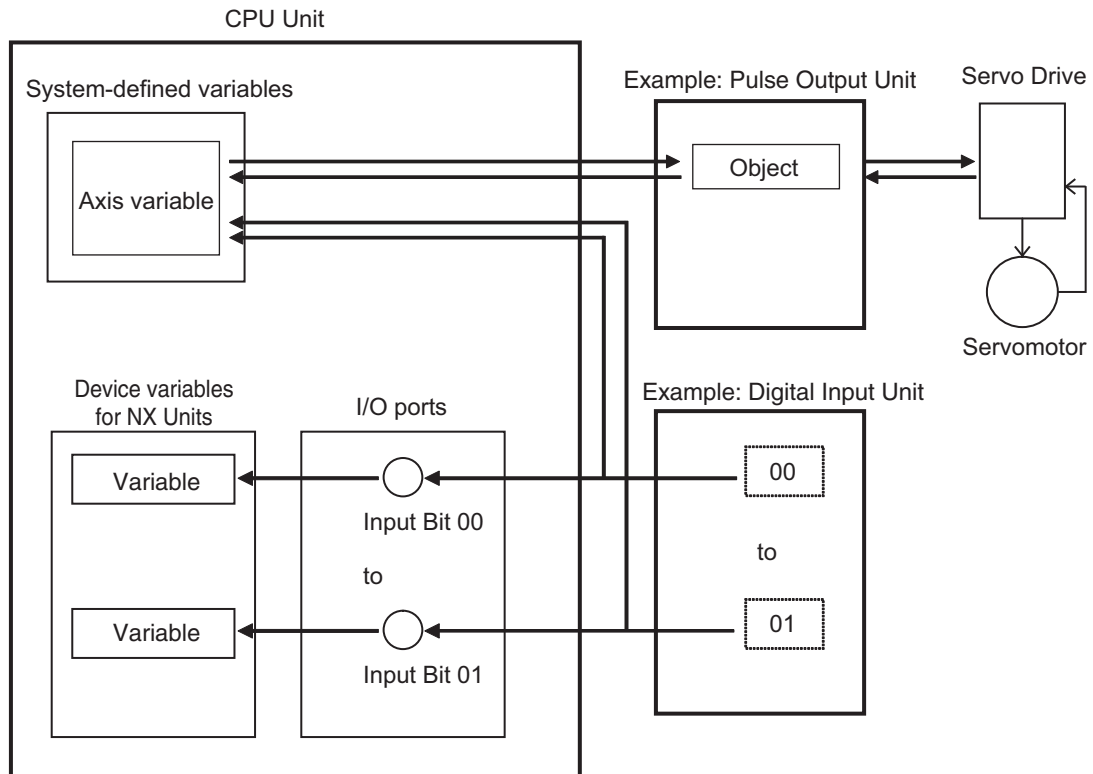 CPU Unit
System-defined variables
Axis variable
Example: Pulse Output Unit
Object
Servo Drive
Servomotor
Device variables
for NX Units
Variable
Variable
I/O ports
Input Bit 00
to
Input Bit 01
Example: Digital Input Unit
00
to
01